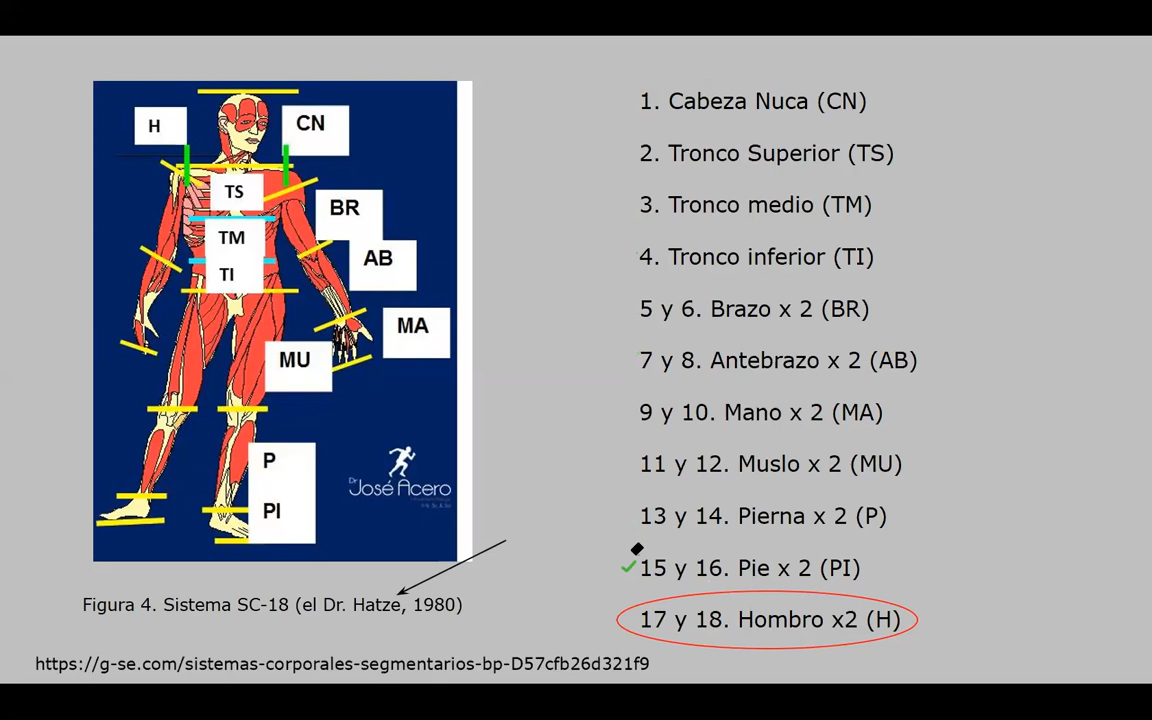 H
CN
TS
BR
TM
AB
TI
MA
MU
P
PI
Dr
José Acero
Figura 4. Sistema SC-18 (el Dr. Hatze, 1980)
https://g-se.com/sistemas-corporales-segmentarios-bp-D57cfb26d321f9
1. Cabeza Nuca (CN)
2. Tronco Superior (TS)
3. Tronco medio (TM)
4. Tronco inferior (TI)
5 y 6. Brazo x 2 (BR)
7 y 8. Antebrazo x 2 (AB)
9 y 10. Mano x 2 (MA)
11 y 12. Muslo x 2 (MU)
13 y 14. Pierna x 2 (P)
15 y 16. Pie x 2 (PI)
17 y 18. Hombro x2 (H)